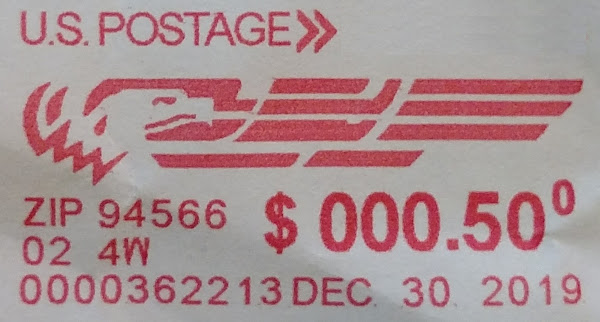 U.S. POSTAGE»
ZIP 94566
$ 000.50⁰
02 4W
0000362213 DEC. 30. 2019